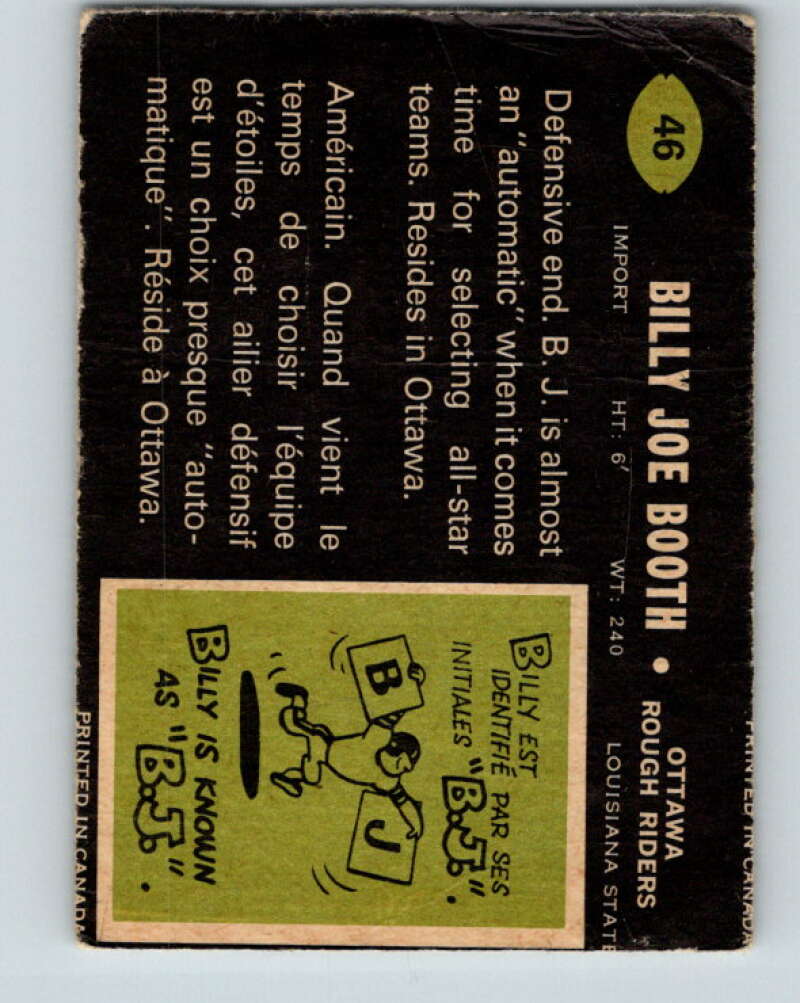 PRINTED IN CANADA
46
BILLY JOE BOOTH • OTTAWA
ROUGH RIDERS
IMPORT HT: 6' WT: 240 LOUISIANA STATE
Defensive end. B. J. is almost
an "automatic" when it comes
time for selecting all-star
teams. Resides in Ottawa.
Américain. Quand vient le
temps de choisir l'équipe
d'étoiles, cet ailier défensif
est un choix presque "auto-
matique". Réside à Ottawa.
BILLY EST
IDENTIFIÉ PAR SES
INITIALES "B.J.".
B
J
BILLY IS KNOWN
AS "B.J.".
PRINTED IN CANADA